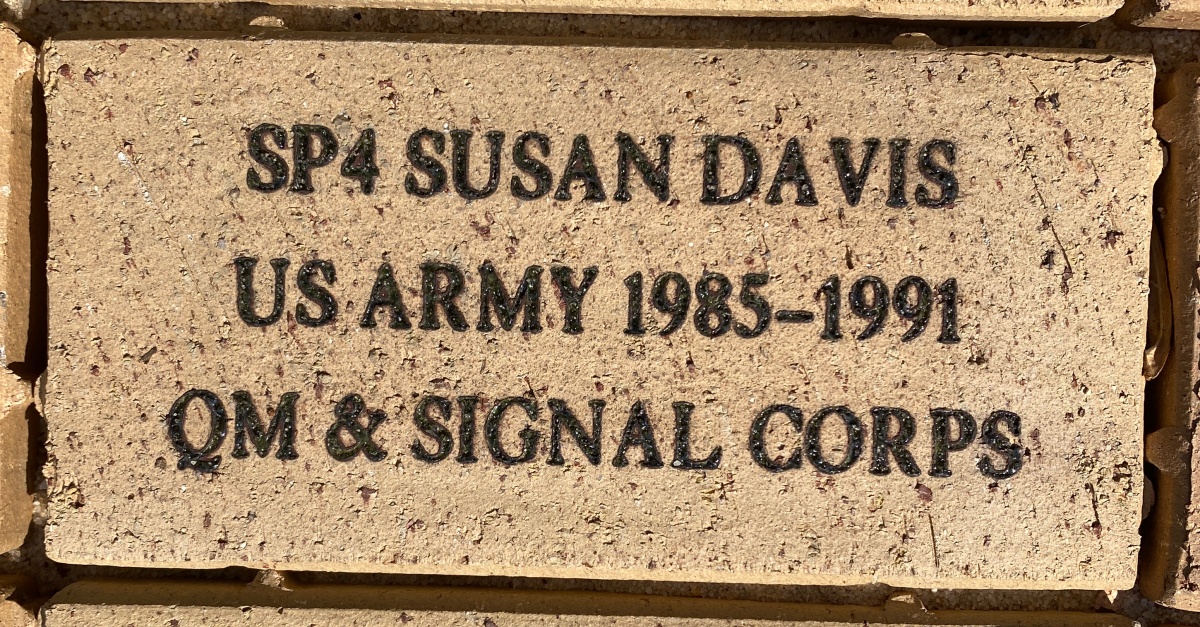 SP4 SUSAN DAVIS
US ARMY 1985–1991
QM & SIGNAL CORPS